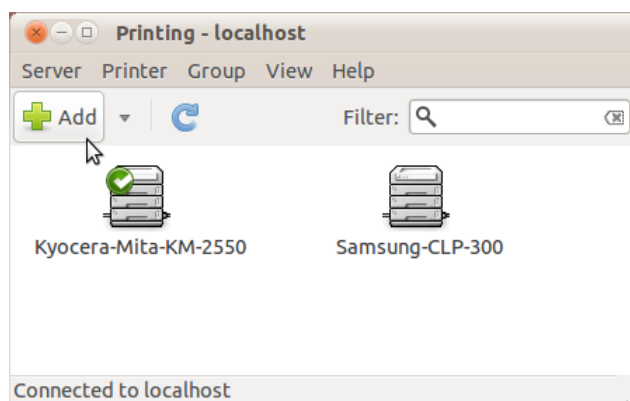 Printing - localhost
Server Printer Group View Help
Add Filter:
Kyocera-Mita-KM-2550 Samsung-CLP-300
Connected to localhost